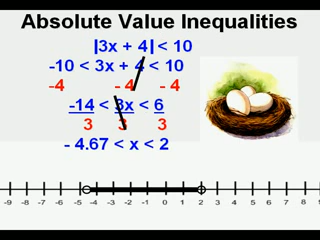 Absolute Value Inequalities
|3x + 4| < 10
-10 < 3x + 4 < 10
-4 - 4 -4
-14 < 3x < 6
3 3 3
- 4.67 < x < 2
-9 -8 -7 -6 -5 -4 -3 -2 -1 0 1 2 3 4 5 6 7 8 9